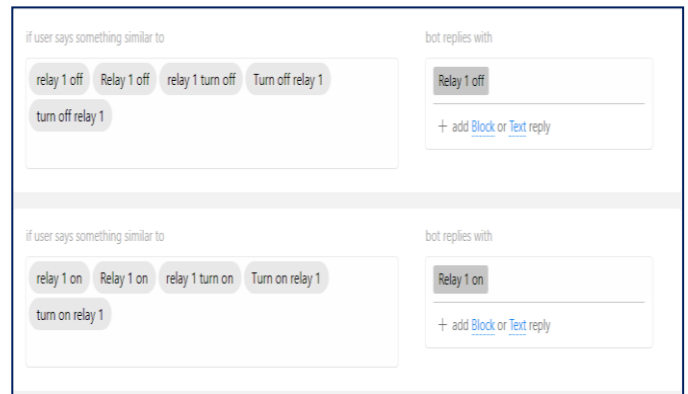 if user says something similar to
bot replies with
relay 1 off Relay 1 off relay 1 turn off Turn off relay 1
turn off relay 1
Relay 1 off
+ add Block or Text reply
if user says something similar to
bot replies with
relay 1 on Relay 1 on relay 1 turn on Turn on relay 1
turn on relay 1
Relay 1 on
+ add Block or Text reply